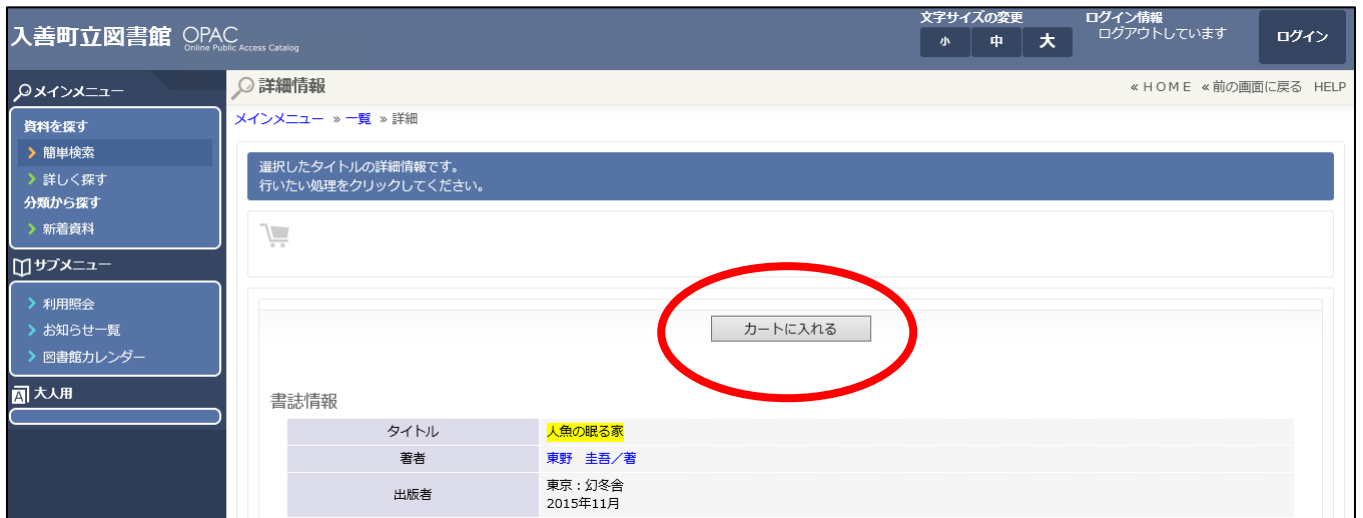 入善町立図書館 OPAC
Online Public Access Catalog
文字サイズの変更
小 中 大
ログイン情報
ログアウトしています
ログイン
メインメニュー
資料を探す
簡単検索
詳しく探す
分類から探す
新着資料
サブメニュー
利用照会
お知らせ一覧
図書館カレンダー
A 大人用
詳細情報
« H O M E « 前の画面に戻る HELP
メインメニュー » 一覧 » 詳細
選択したタイトルの詳細情報です。
行いたい処理をクリックしてください。
カートに入れる
書誌情報
タイトル 人魚の眠る家
著者 東野 圭吾／著
出版者 東京：幻冬舎
2015年11月